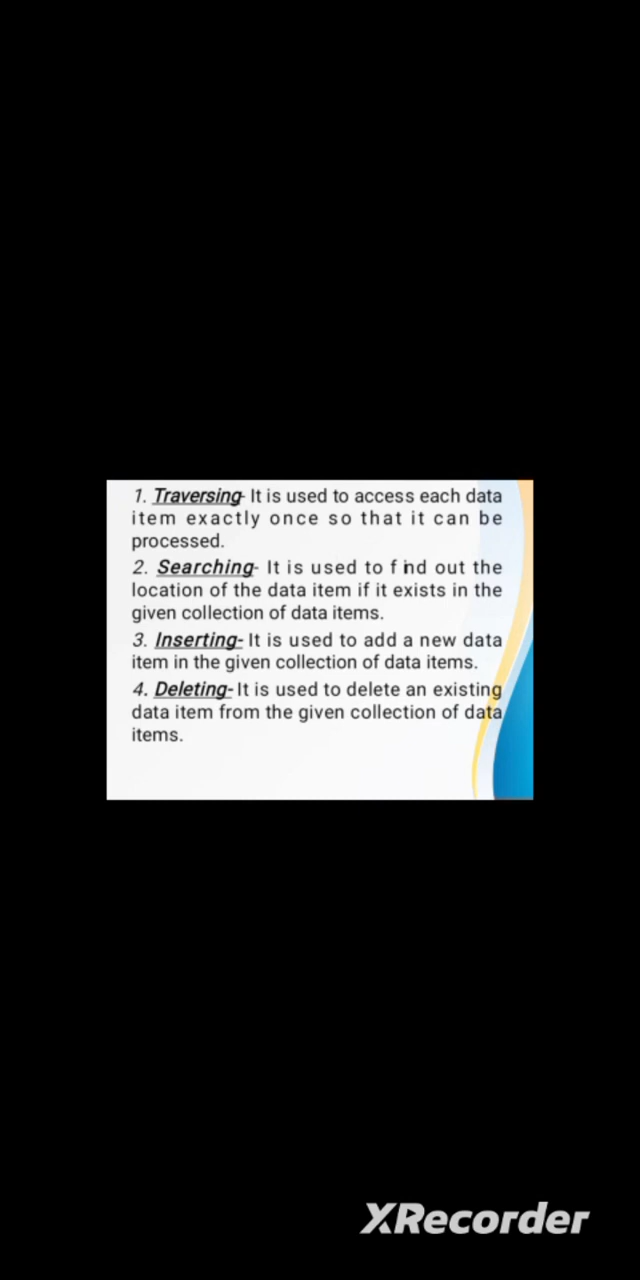 1. Traversing- It is used to access each data
item exactly once so that it can be
processed.
2. Searching- It is used to find out the
location of the data item if it exists in the
given collection of data items.
3. Inserting- It is used to add a new data
item in the given collection of data items.
4. Deleting- It is used to delete an existing
data item from the given collection of data
items.
XRecorder